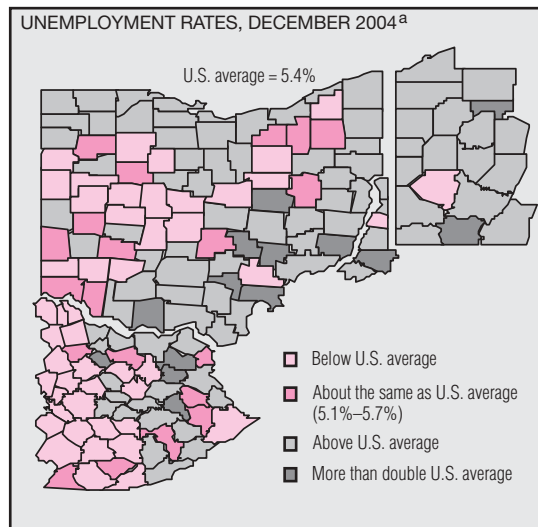 UNEMPLOYMENT RATES, DECEMBER 2004ª
U.S. average = 5.4%
Below U.S. average
About the same as U.S. average
(5.1%–5.7%)
Above U.S. average
More than double U.S. average